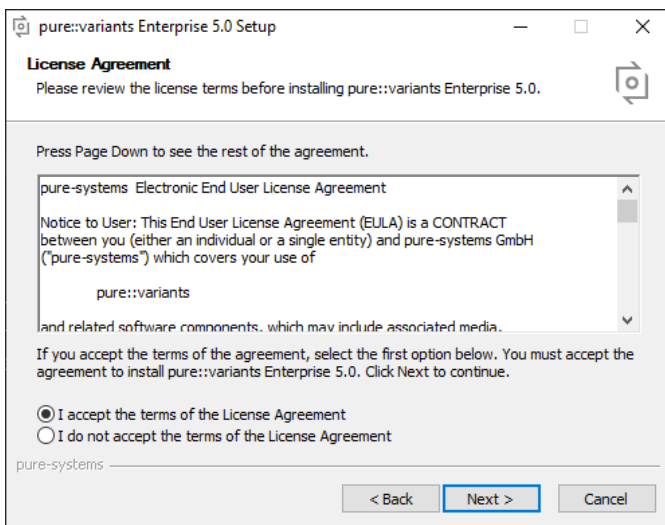 pure::variants Enterprise 5.0 Setup
License Agreement
Please review the license terms before installing pure::variants Enterprise 5.0.
Press Page Down to see the rest of the agreement.
pure-systems Electronic End User License Agreement
Notice to User: This End User License Agreement (EULA) is a CONTRACT
between you (either an individual or a single entity) and pure-systems GmbH
("pure-systems") which covers your use of
pure::variants
and related software components, which may include associated media,
If you accept the terms of the agreement, select the first option below. You must accept the
agreement to install pure::variants Enterprise 5.0. Click Next to continue.
I accept the terms of the License Agreement
I do not accept the terms of the License Agreement
pure-systems
< Back Next > Cancel